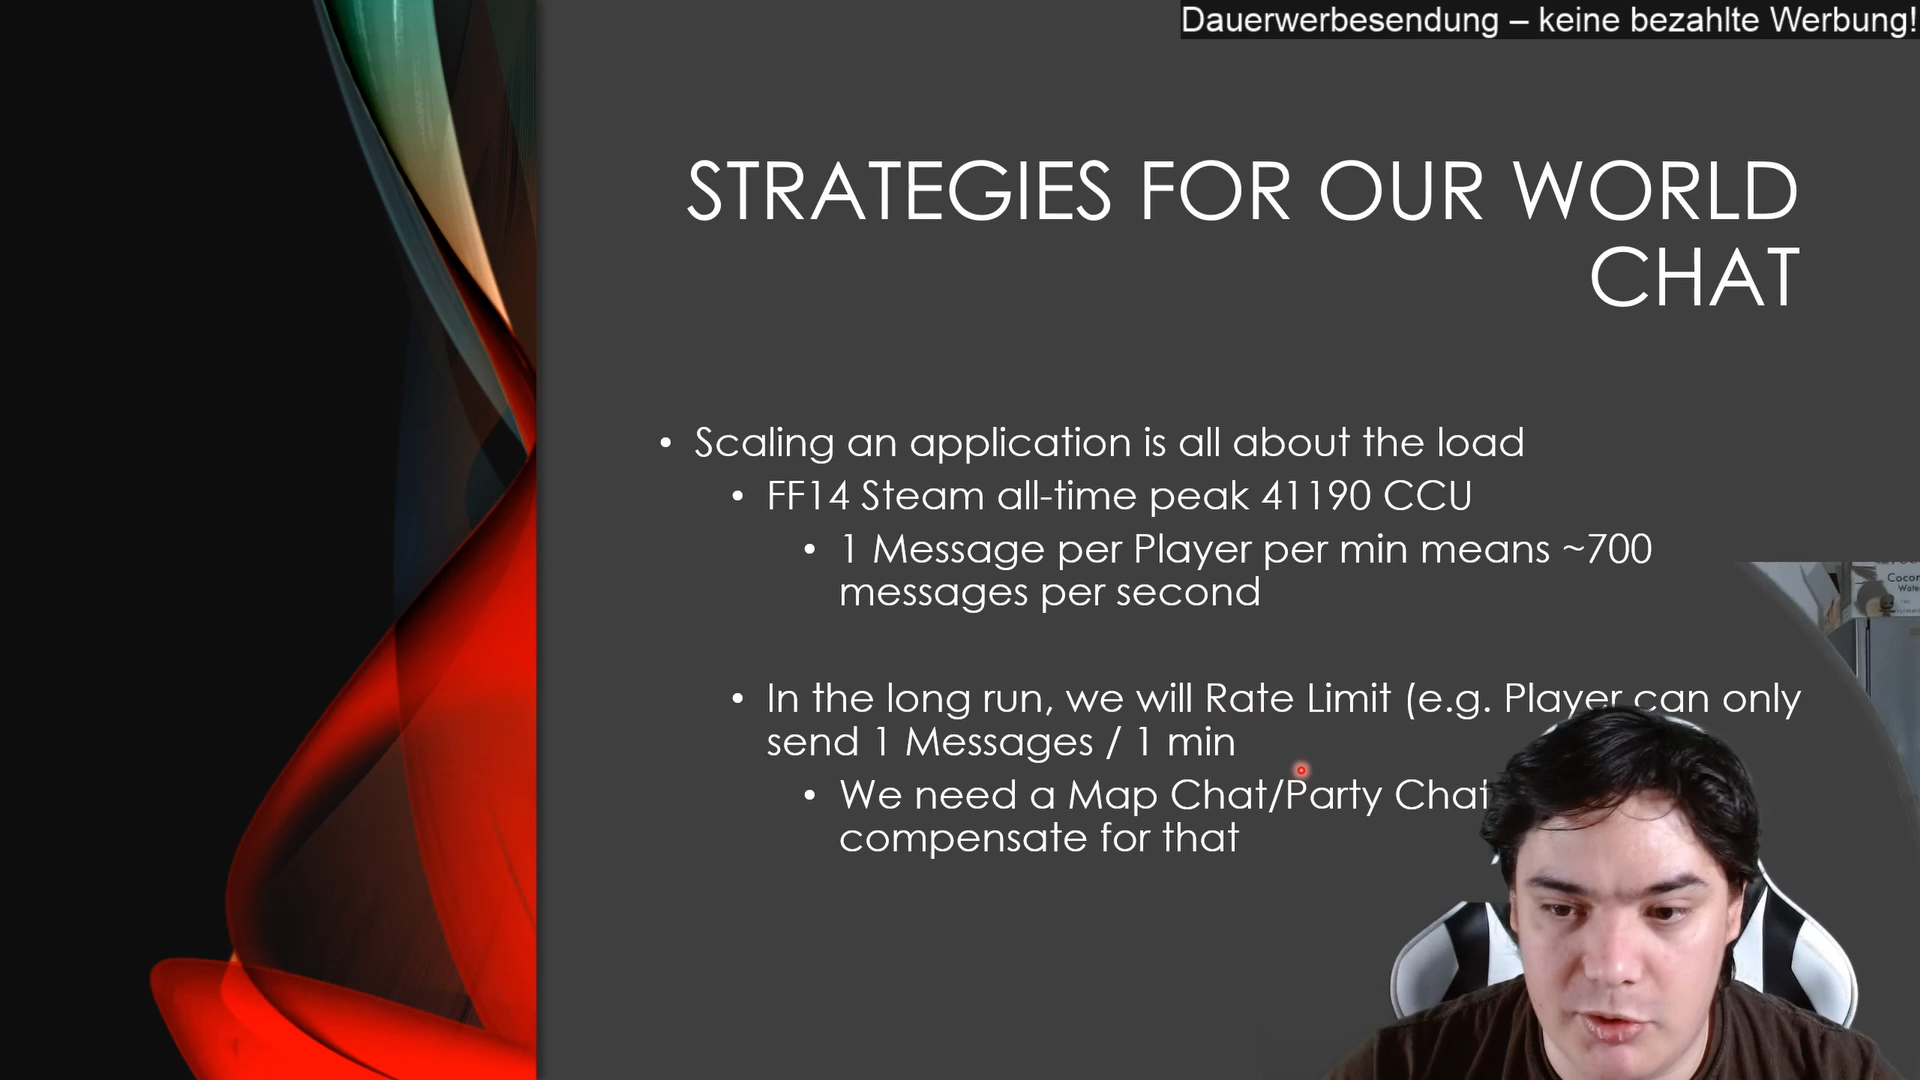 Dauerwerbesendung – keine bezahlte Werbung!
STRATEGIES FOR OUR WORLD
CHAT
• Scaling an application is all about the load
• FF14 Steam all-time peak 41190 CCU
• 1 Message per Player per min means ~700
messages per second
• In the long run, we will Rate Limit (e.g. Player can only
send 1 Messages / 1 min
• We need a Map Chat/Party Chat
compensate for that